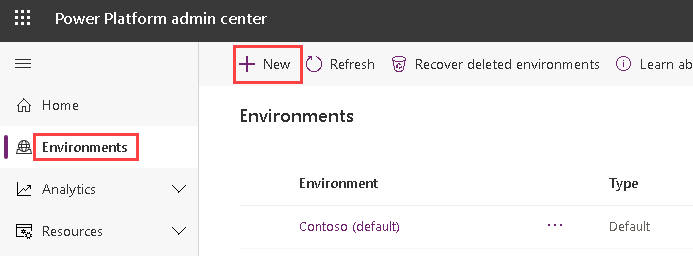 Power Platform admin center
New Refresh Recover deleted environments Learn ab
Home
Environments
Analytics
Resources
Environments
Environment Type
Contoso (default) ... Default